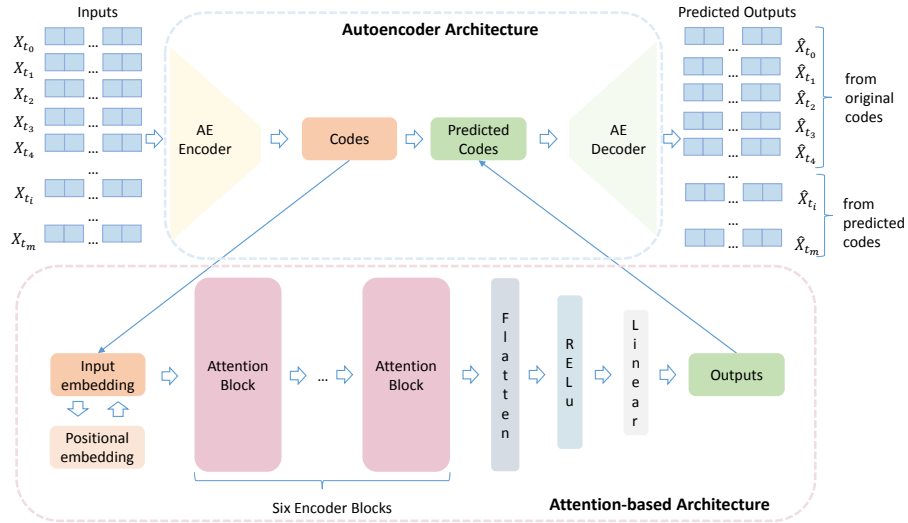 Inputs
Autoencoder Architecture
Predicted Outputs
X_{t_0} ...
X_{t_1} ...
X_{t_2} ...
X_{t_3} ...
X_{t_4} ...
...
X_{t_i} ...
...
X_{t_m} ...
AE
Encoder
Codes
Predicted
Codes
AE
Decoder
... X̂_{t_0}
... X̂_{t_1}
... X̂_{t_2}
... X̂_{t_3}
... X̂_{t_4}
...
... X̂_{t_i}
...
... X̂_{t_m}
from
original
codes
from
predicted
codes
Input
embedding
Positional
embedding
Attention
Block
...
Attention
Block
Flatten
RELu
Linear
Outputs
Six Encoder Blocks
Attention-based Architecture